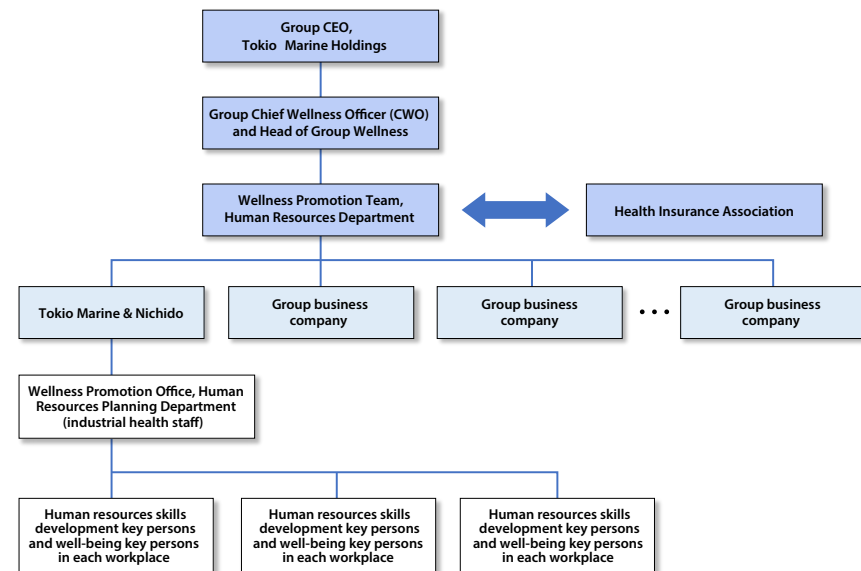 Group CEO,
Tokio Marine Holdings
Group Chief Wellness Officer (CWO)
and Head of Group Wellness
Wellness Promotion Team,
Human Resources Department
Health Insurance Association
Tokio Marine & Nichido
Group business
company
Group business
company
...
Group business
company
Wellness Promotion Office, Human
Resources Planning Department
(industrial health staff)
Human resources skills
development key persons
and well-being key persons
in each workplace
Human resources skills
development key persons
and well-being key persons
in each workplace
Human resources skills
development key persons
and well-being key persons
in each workplace